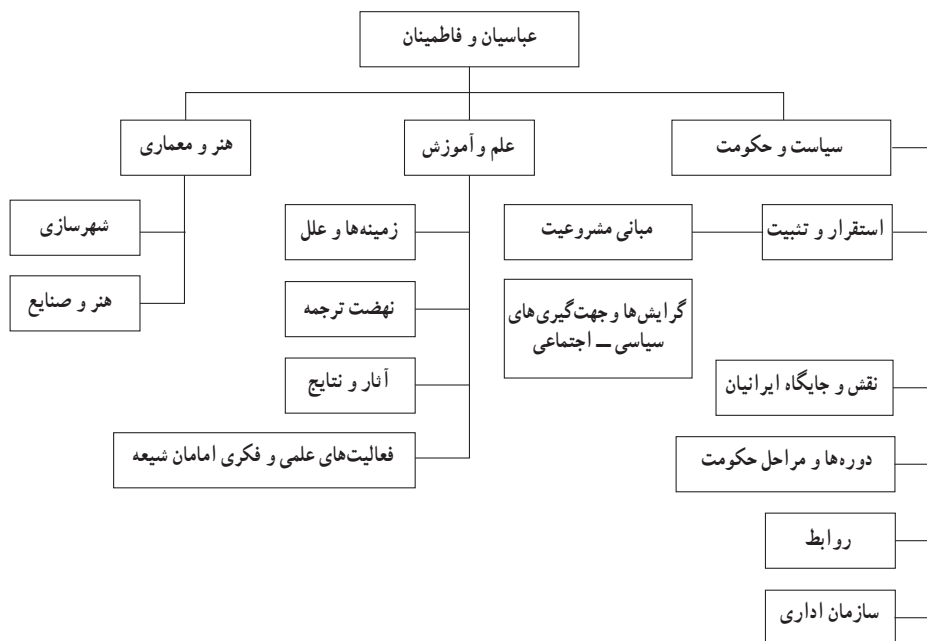 عباسیان و فاطمینان
سیاست و حکومت
علم و آموزش
هنر و معماری
استقرار و تثبیت
مبانی مشروعیت
گرایش‌ها و جهت‌گیری‌های
سیاسی ــ اجتماعی
نقش و جایگاه ایرانیان
دوره‌ها و مراحل حکومت
روابط
سازمان اداری
زمینه‌ها و علل
نهضت ترجمه
آثار و نتایج
فعالیت‌های علمی و فکری امامان شیعه
شهرسازی
هنر و صنایع